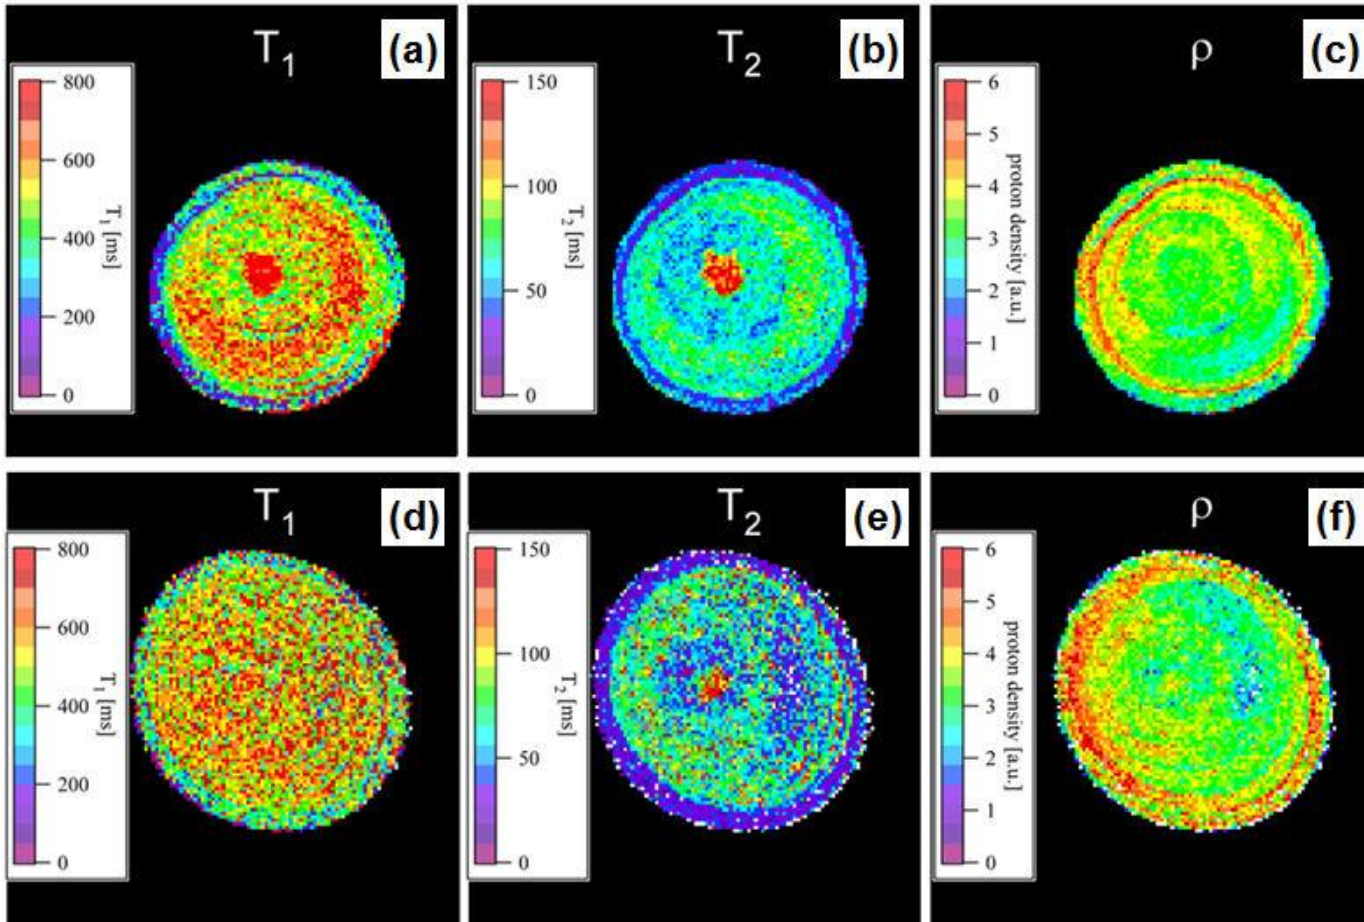 T1 (a)
800
600
400
200
0
T1 [ms]
T2 (b)
150
100
50
0
T2 [ms]
ρ (c)
6
5
4
3
2
1
0
proton density [a.u.]
T1 (d)
800
600
400
200
0
T1 [ms]
T2 (e)
150
100
50
0
T2 [ms]
ρ (f)
6
5
4
3
2
1
0
proton density [a.u.]